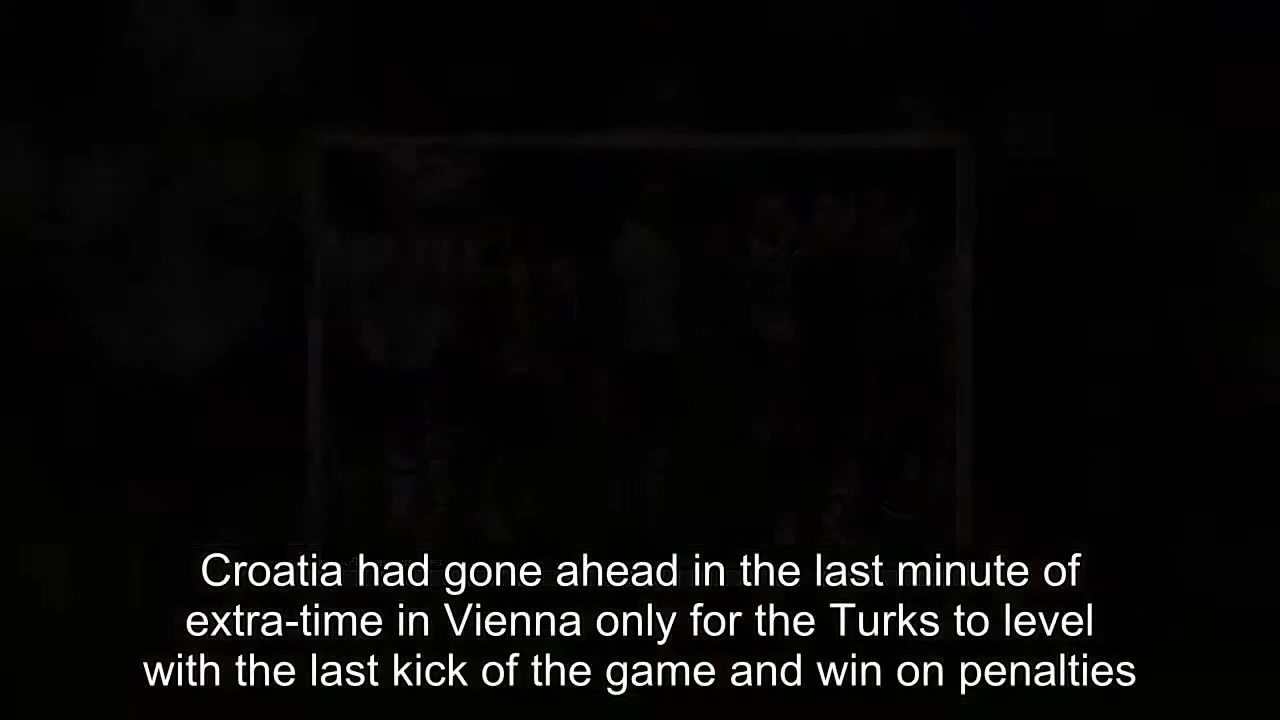 Croatia had gone ahead in the last minute of
extra-time in Vienna only for the Turks to level
with the last kick of the game and win on penalties